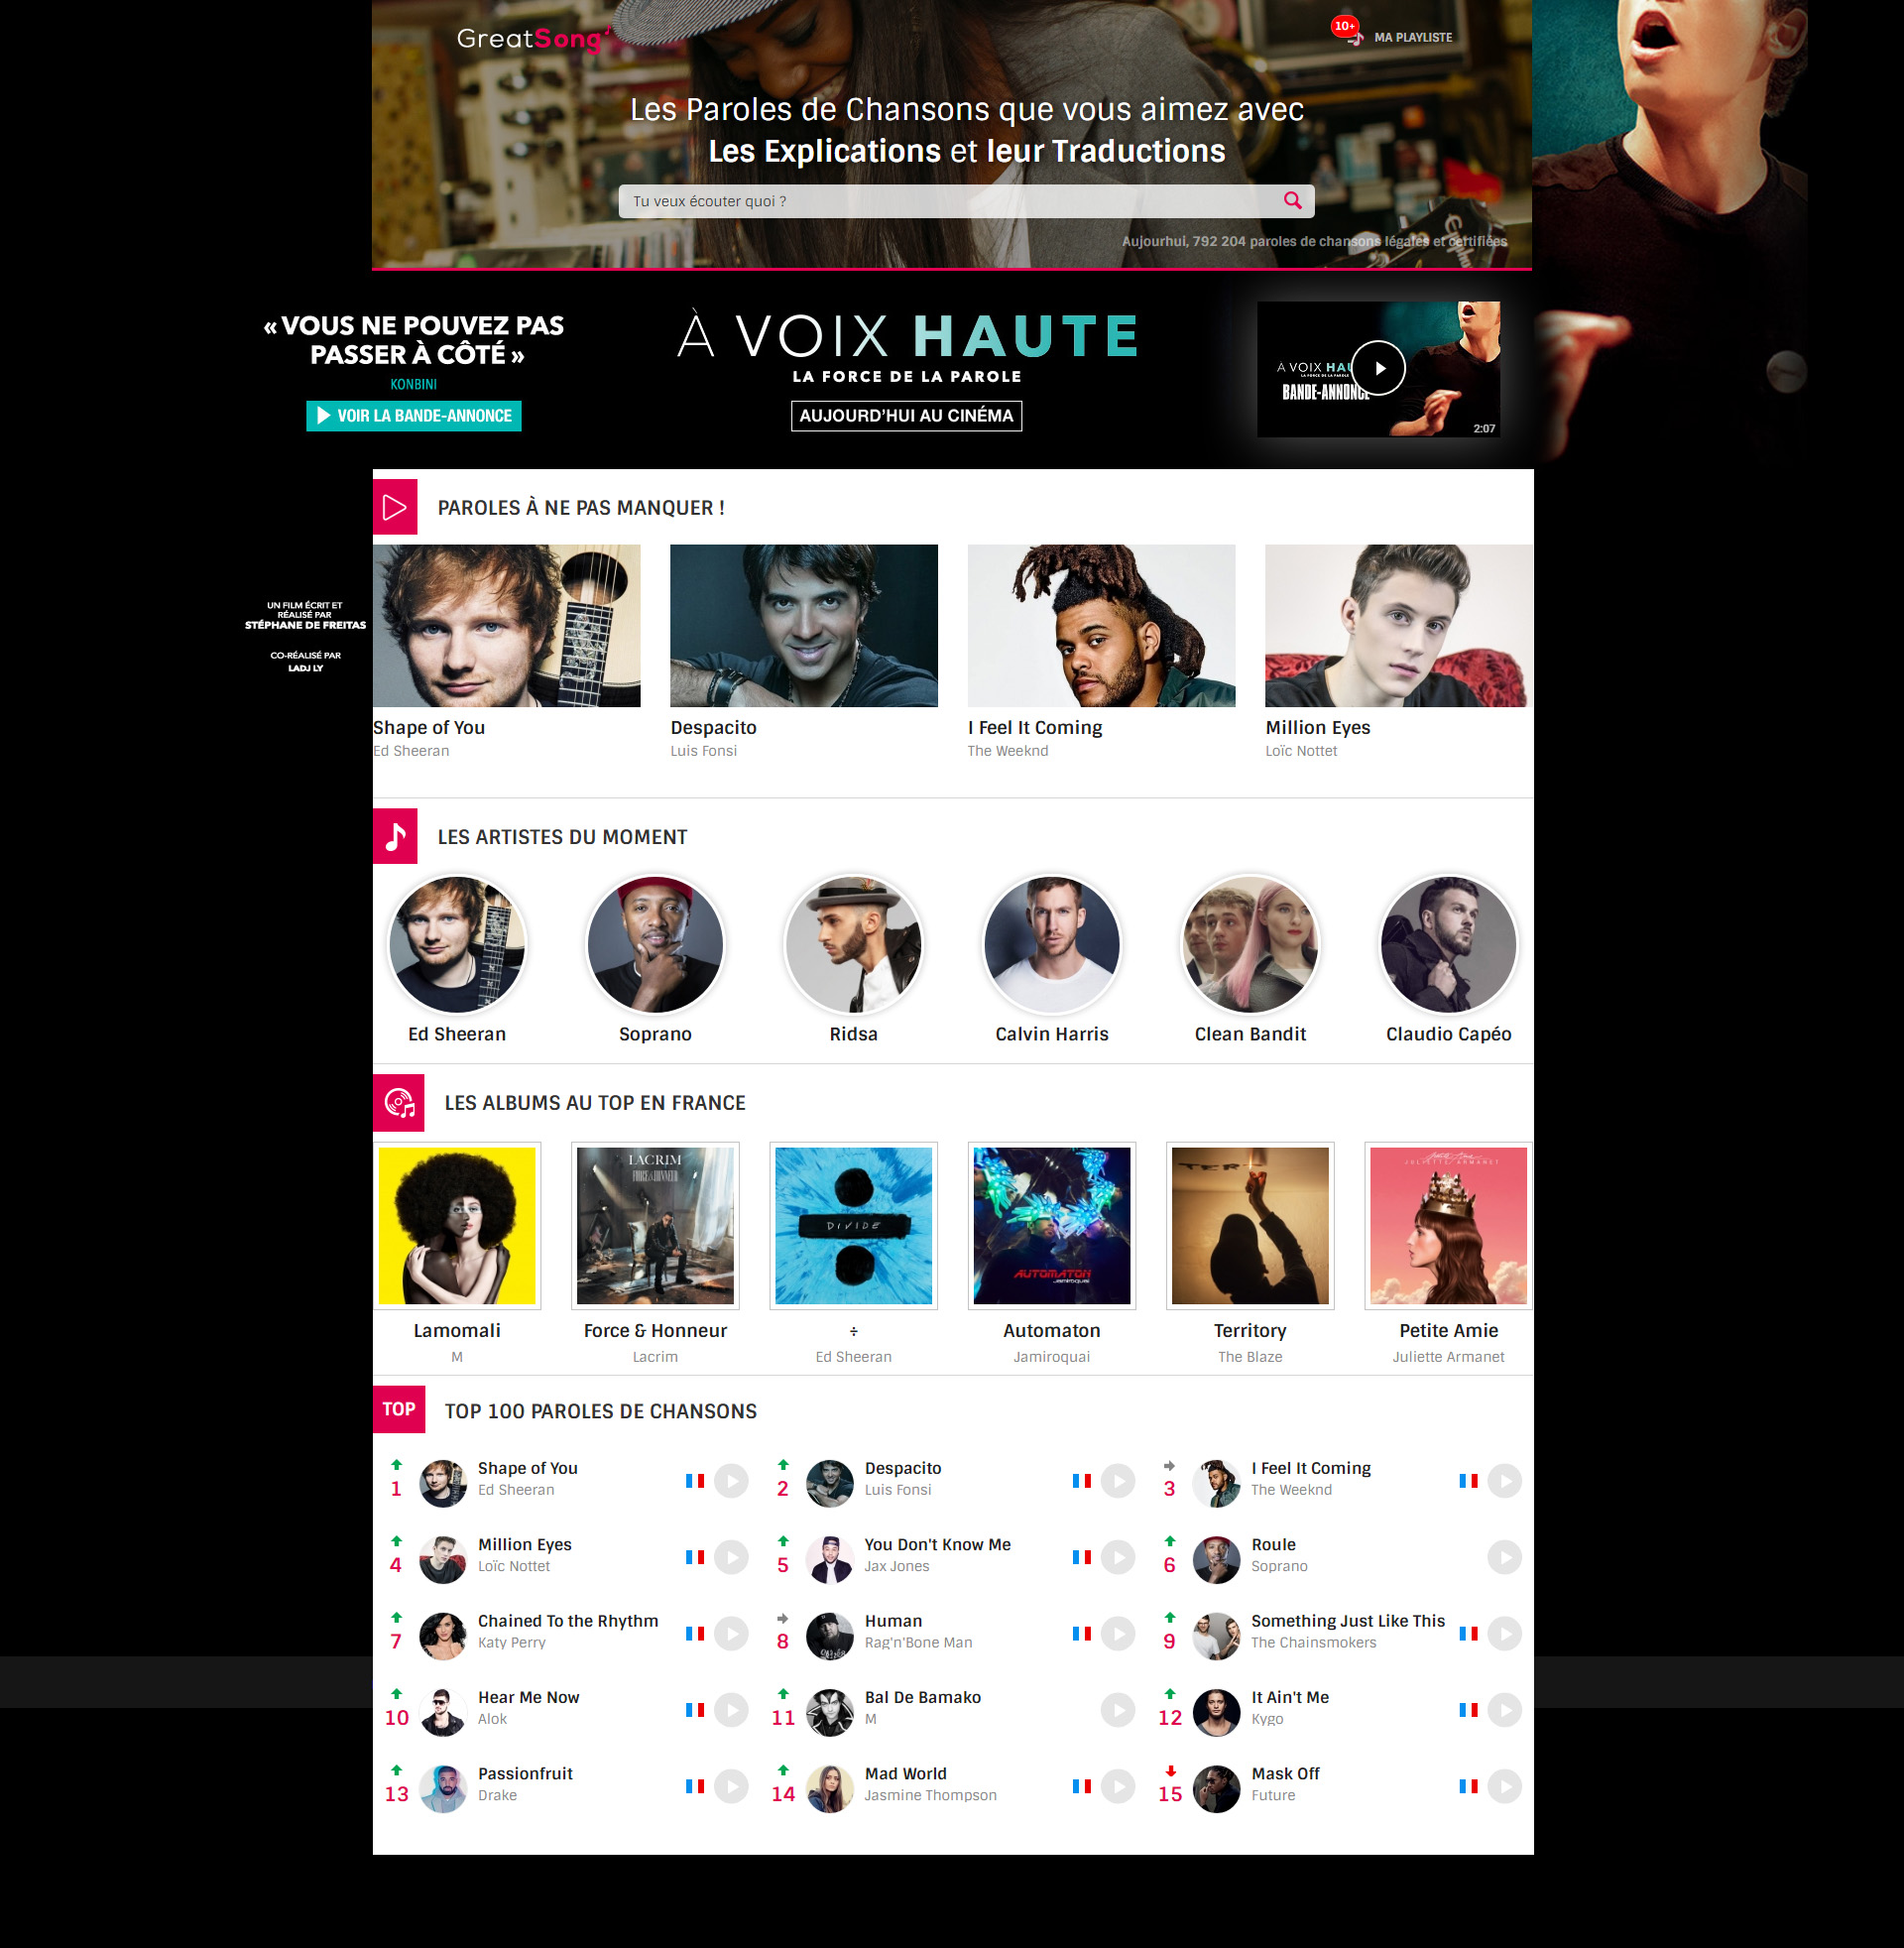 GreatSong
10+
MA PLAYLISTE
Les Paroles de Chansons que vous aimez avec
Les Explications et leur Traductions
Tu veux écouter quoi ?
Aujourhui, 792 204 paroles de chansons légales et certifiées
« VOUS NE POUVEZ PAS
PASSER À CÔTÉ »
KONBINI
VOIR LA BANDE-ANNONCE
À VOIX HAUTE
LA FORCE DE LA PAROLE
AUJOURD'HUI AU CINÉMA
À VOIX HAU
BANDE-ANNONCE
2:07
UN FILM ÉCRIT ET
RÉALISÉ PAR
STÉPHANE DE FREITAS
CO-RÉALISÉ PAR
LADJ LY
PAROLES À NE PAS MANQUER !
Shape of You
Ed Sheeran
Despacito
Luis Fonsi
I Feel It Coming
The Weeknd
Million Eyes
Loïc Nottet
LES ARTISTES DU MOMENT
Ed Sheeran
Soprano
Ridsa
Calvin Harris
Clean Bandit
Claudio Capéo
LES ALBUMS AU TOP EN FRANCE
LACRIM
FORCE & HONNEUR
DIVIDE
AUTOMATON
Jamiroquai
TER
JULIETTE ARMANET
Lamomali
M
Force & Honneur
Lacrim
÷
Ed Sheeran
Automaton
Jamiroquai
Territory
The Blaze
Petite Amie
Juliette Armanet
TOP
TOP 100 PAROLES DE CHANSONS
1
Shape of You
Ed Sheeran
2
Despacito
Luis Fonsi
3
I Feel It Coming
The Weeknd
4
Million Eyes
Loïc Nottet
5
You Don't Know Me
Jax Jones
6
Roule
Soprano
7
Chained To the Rhythm
Katy Perry
8
Human
Rag'n'Bone Man
9
Something Just Like This
The Chainsmokers
10
Hear Me Now
Alok
11
Bal De Bamako
M
12
It Ain't Me
Kygo
13
Passionfruit
Drake
14
Mad World
Jasmine Thompson
15
Mask Off
Future